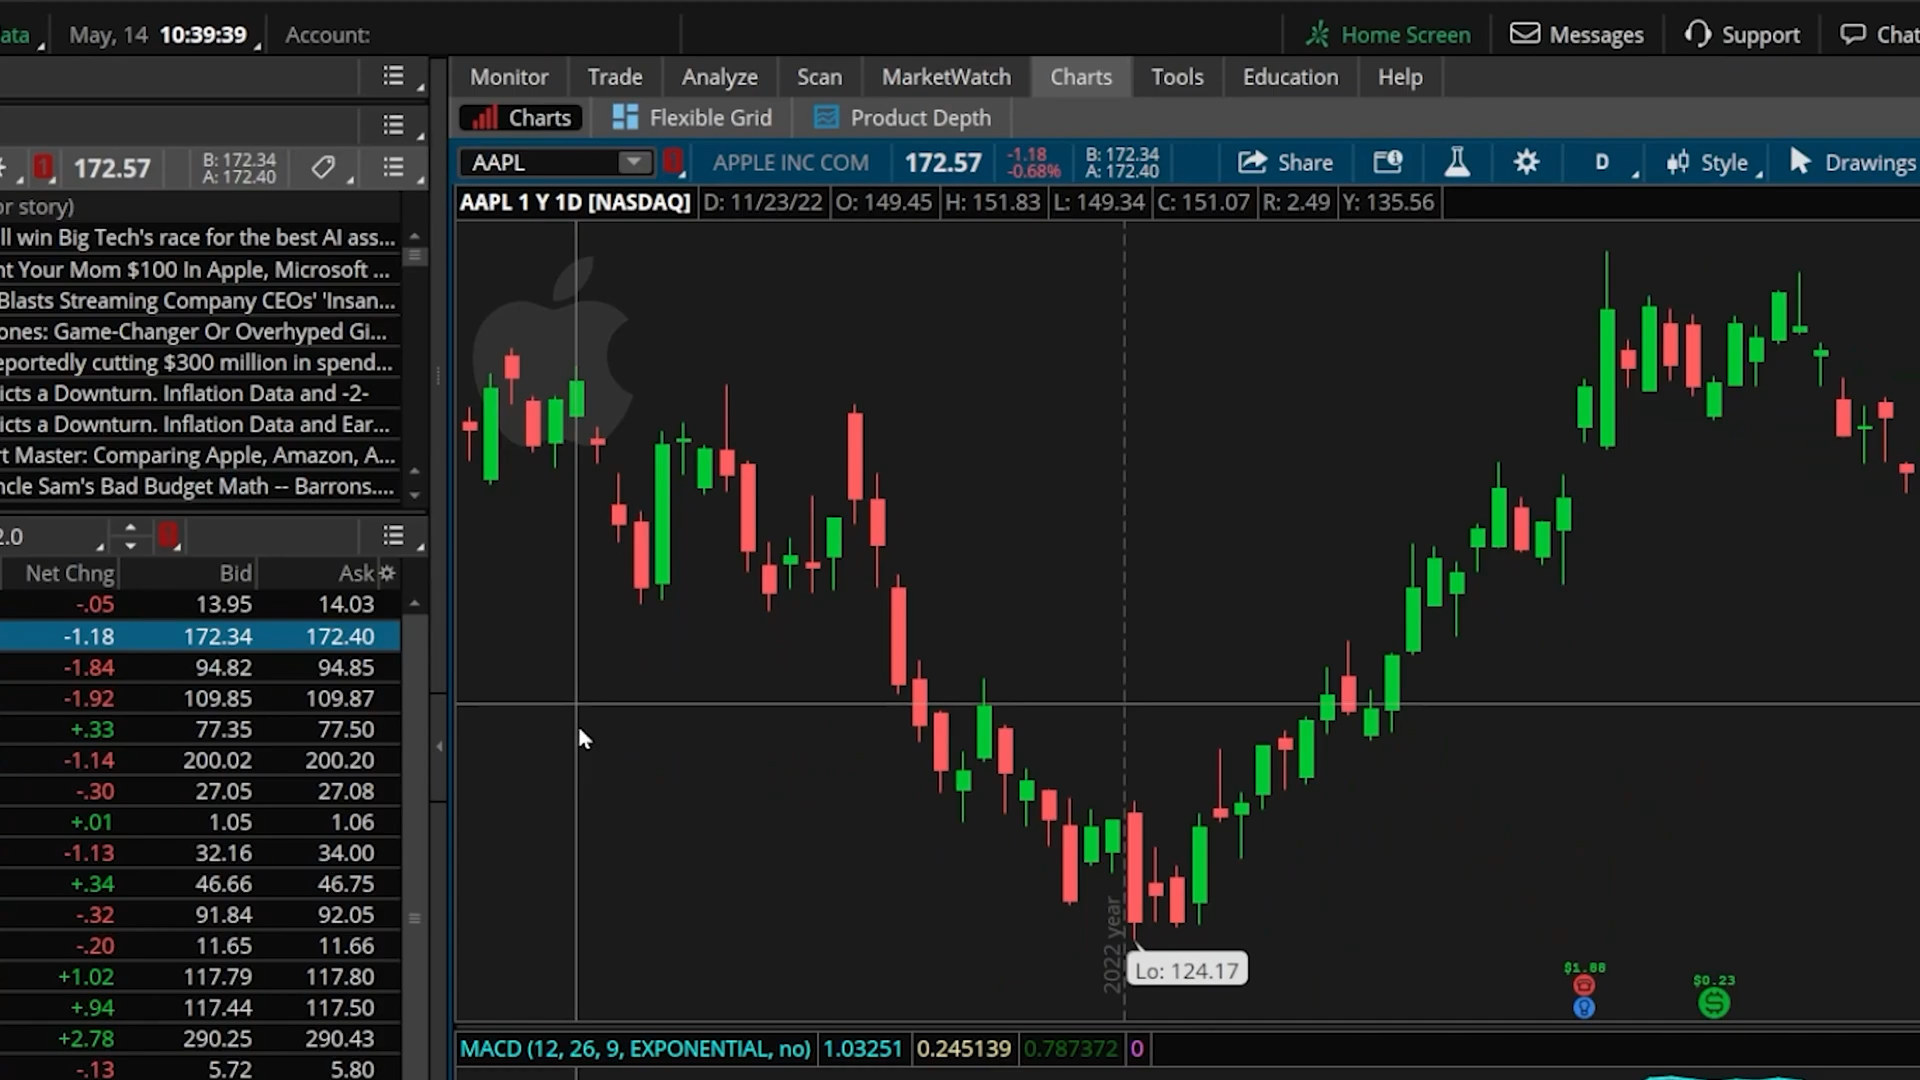 ata May, 14 10:39:39 Account: Home Screen Messages Support Chat
Monitor Trade Analyze Scan MarketWatch Charts Tools Education Help
Charts Flexible Grid Product Depth
172.57 B: 172.34 A: 172.40
AAPL APPLE INC COM 172.57 -1.18 -0.68% B: 172.34 A: 172.40 Share D Style Drawings
AAPL 1 Y 1D [NASDAQ] D: 11/23/22 O: 149.45 H: 151.83 L: 149.34 C: 151.07 R: 2.49 Y: 135.56
or story)
ll win Big Tech's race for the best AI ass...
nt Your Mom $100 In Apple, Microsoft ...
Blasts Streaming Company CEOs' 'Insan...
ones: Game-Changer Or Overhyped Gi...
eportedly cutting $300 million in spend...
icts a Downturn. Inflation Data and -2-
icts a Downturn. Inflation Data and Ear...
rt Master: Comparing Apple, Amazon, A...
ncle Sam's Bad Budget Math -- Barrons....
2.0
Net Chng Bid Ask
-.05 13.95 14.03
-1.18 172.34 172.40
-1.84 94.82 94.85
-1.92 109.85 109.87
+.33 77.35 77.50
-1.14 200.02 200.20
-.30 27.05 27.08
+.01 1.05 1.06
-1.13 32.16 34.00
+.34 46.66 46.75
-.32 91.84 92.05
-.20 11.65 11.66
+1.02 117.79 117.80
+.94 117.44 117.50
+2.78 290.25 290.43
-.13 5.72 5.80
2022 year
Lo: 124.17
$1.88
$0.23
MACD (12, 26, 9, EXPONENTIAL, no) 1.03251 0.245139 0.787372 0